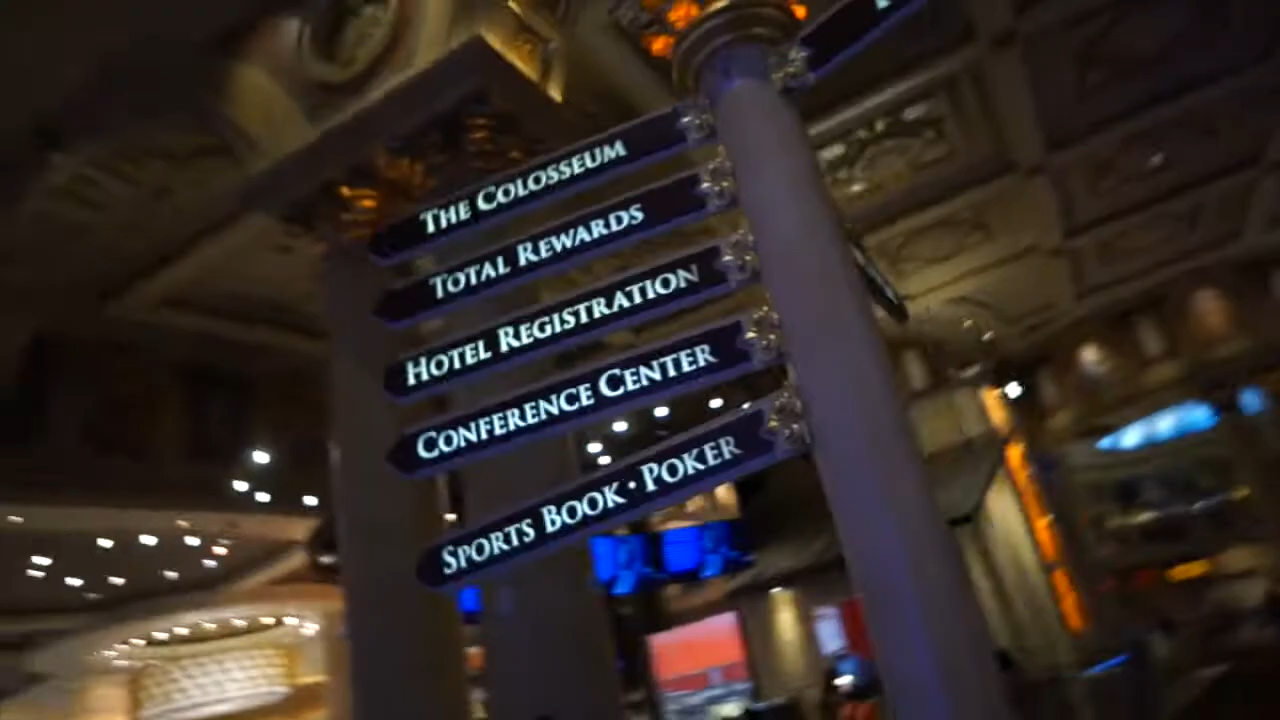 THE COLOSSEUM
TOTAL REWARDS
HOTEL REGISTRATION
CONFERENCE CENTER
SPORTS BOOK • POKER